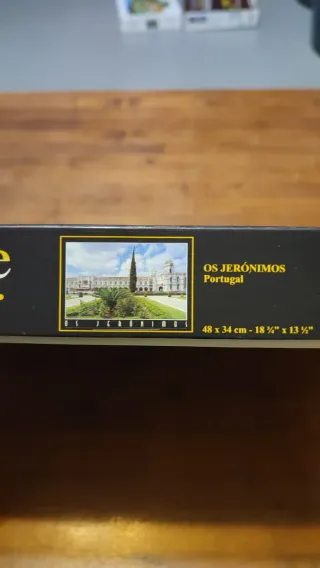 e
OS JERÓNIMOS
Portugal
OS JERÓNIMOS
48 x 34 cm - 18 ¾" x 13 ½"